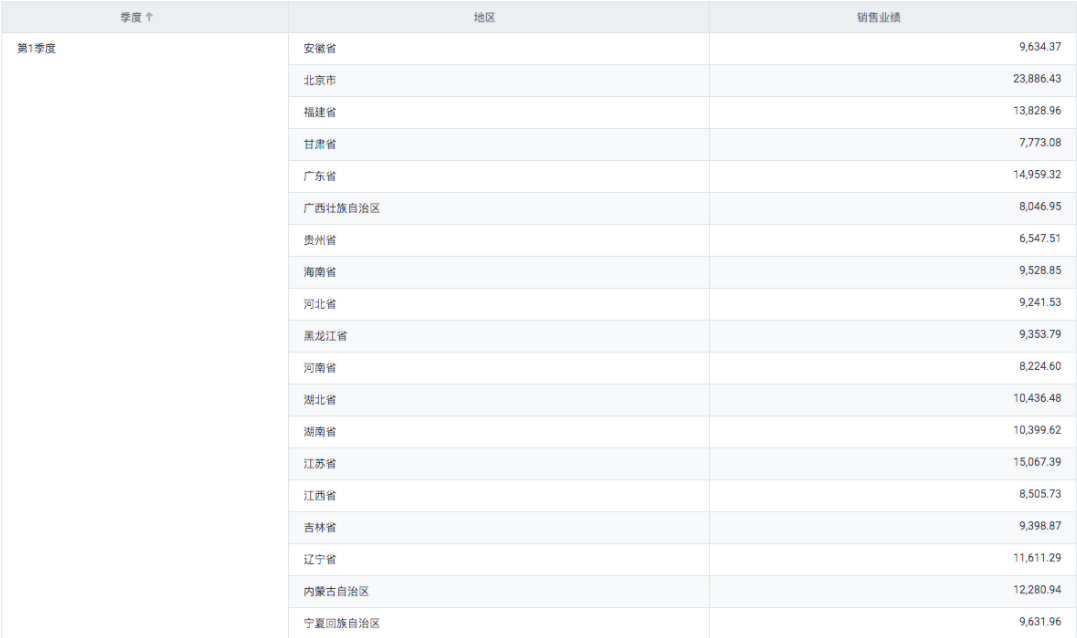 季度 地区 销售业绩
第1季度 安徽省 9,634.37
北京市 23,886.43
福建省 13,828.96
甘肃省 7,773.08
广东省 14,959.32
广西壮族自治区 8,046.95
贵州省 6,547.51
海南省 9,528.85
河北省 9,241.53
黑龙江省 9,353.79
河南省 8,224.60
湖北省 10,436.48
湖南省 10,399.62
江苏省 15,067.39
江西省 8,505.73
吉林省 9,398.87
辽宁省 11,611.29
内蒙古自治区 12,280.94
宁夏回族自治区 9,631.96